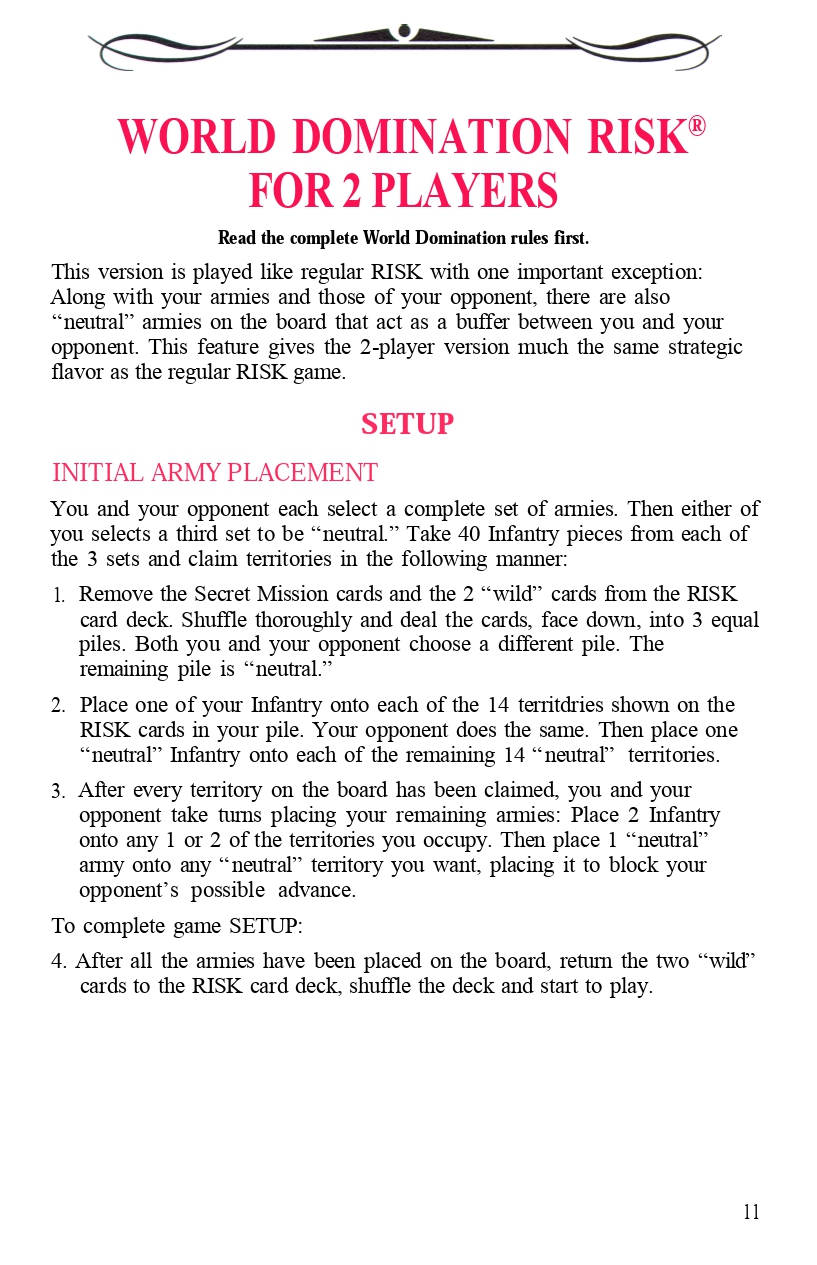 WORLD DOMINATION RISK®
FOR 2 PLAYERS
Read the complete World Domination rules first.
This version is played like regular RISK with one important exception:
Along with your armies and those of your opponent, there are also
“neutral” armies on the board that act as a buffer between you and your
opponent. This feature gives the 2-player version much the same strategic
flavor as the regular RISK game.
SETUP
INITIAL ARMY PLACEMENT
You and your opponent each select a complete set of armies. Then either of
you selects a third set to be “neutral.” Take 40 Infantry pieces from each of
the 3 sets and claim territories in the following manner:
1. Remove the Secret Mission cards and the 2 “wild” cards from the RISK
card deck. Shuffle thoroughly and deal the cards, face down, into 3 equal
piles. Both you and your opponent choose a different pile. The
remaining pile is “neutral.”
2. Place one of your Infantry onto each of the 14 territdries shown on the
RISK cards in your pile. Your opponent does the same. Then place one
“neutral” Infantry onto each of the remaining 14 “neutral” territories.
3. After every territory on the board has been claimed, you and your
opponent take turns placing your remaining armies: Place 2 Infantry
onto any 1 or 2 of the territories you occupy. Then place 1 “neutral”
army onto any “neutral” territory you want, placing it to block your
opponent’s possible advance.
To complete game SETUP:
4. After all the armies have been placed on the board, return the two “wild”
cards to the RISK card deck, shuffle the deck and start to play.
11